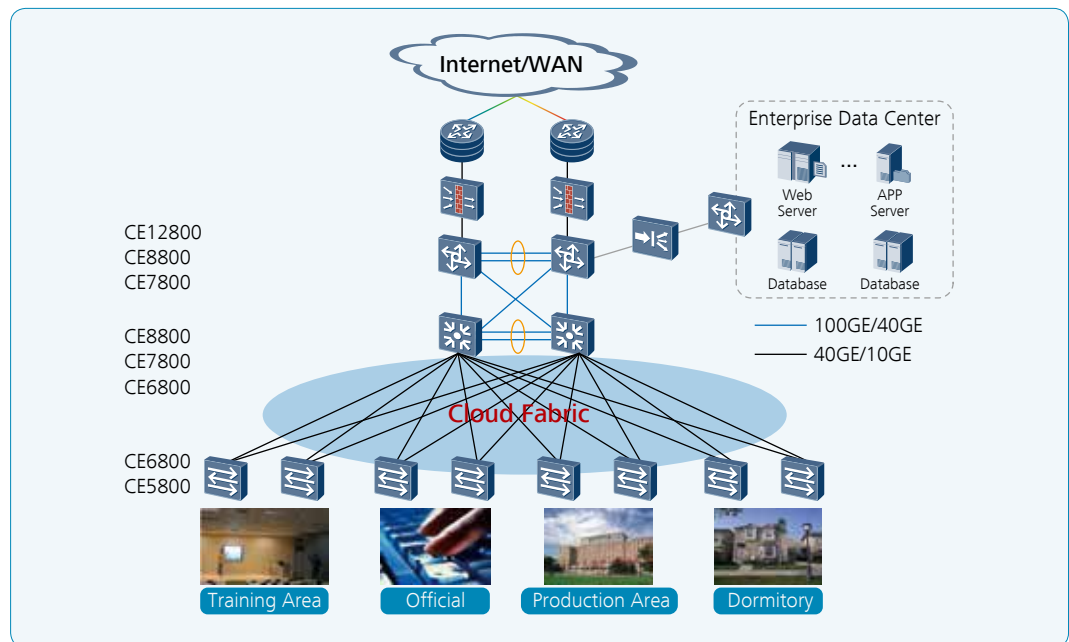 Internet/WAN
Enterprise Data Center
...
Web
Server
APP
Server
Database
Database
CE12800
CE8800
CE7800
100GE/40GE
40GE/10GE
CE8800
CE7800
CE6800
Cloud Fabric
CE6800
CE5800
Training Area
Official
Production Area
Dormitory